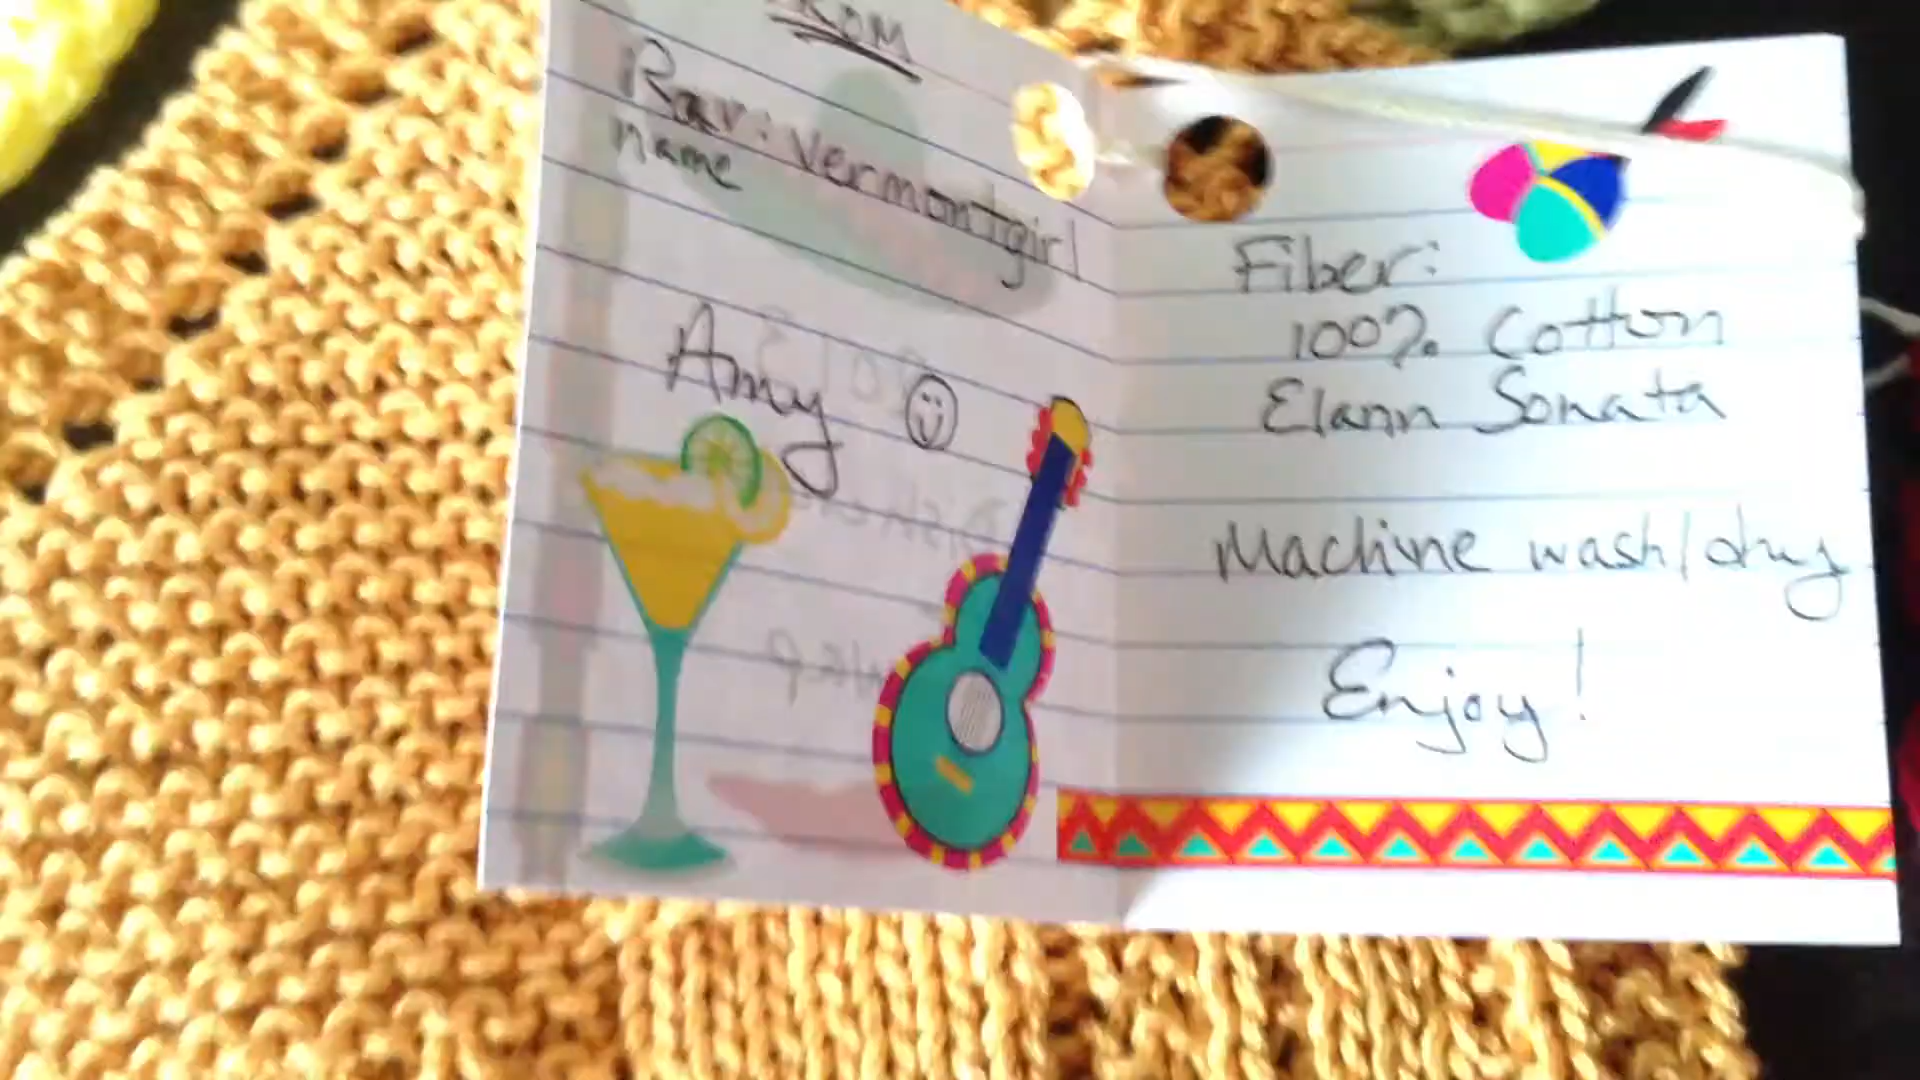 Rav: vermontgirl
name
Amy
Fiber:
100% Cotton
Elann Sonata
Machine wash/dry
Enjoy!